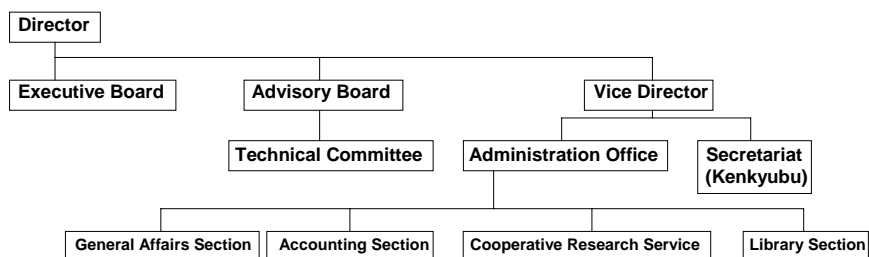 Director
Executive Board
Advisory Board
Vice Director
Technical Committee
Administration Office
Secretariat
(Kenkyubu)
General Affairs Section
Accounting Section
Cooperative Research Service
Library Section